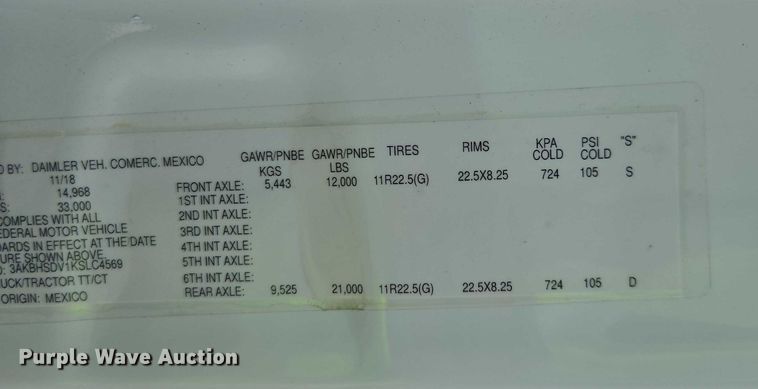 GAWR/PNBE GAWR/PNBE TIRES RIMS KPA PSI "S"
D BY: DAIMLER VEH. COMERC. MEXICO KGS LBS COLD COLD
11/18 FRONT AXLE: 5,443 12,000 11R22.5(G) 22.5X8.25 724 105 S
14,968 1ST INT AXLE:
S: 33,000 2ND INT AXLE:
COMPLIES WITH ALL 3RD INT AXLE:
EDERAL MOTOR VEHICLE 4TH INT AXLE:
ARDS IN EFFECT AT THE DATE 5TH INT AXLE:
URE SHOWN ABOVE.
D: 3AKBHSDV1KSLC4569 6TH INT AXLE:
UCK/TRACTOR TT/CT REAR AXLE: 9,525 21,000 11R22.5(G) 22.5X8.25 724 105 D
ORIGIN: MEXICO
Purple Wave Auction